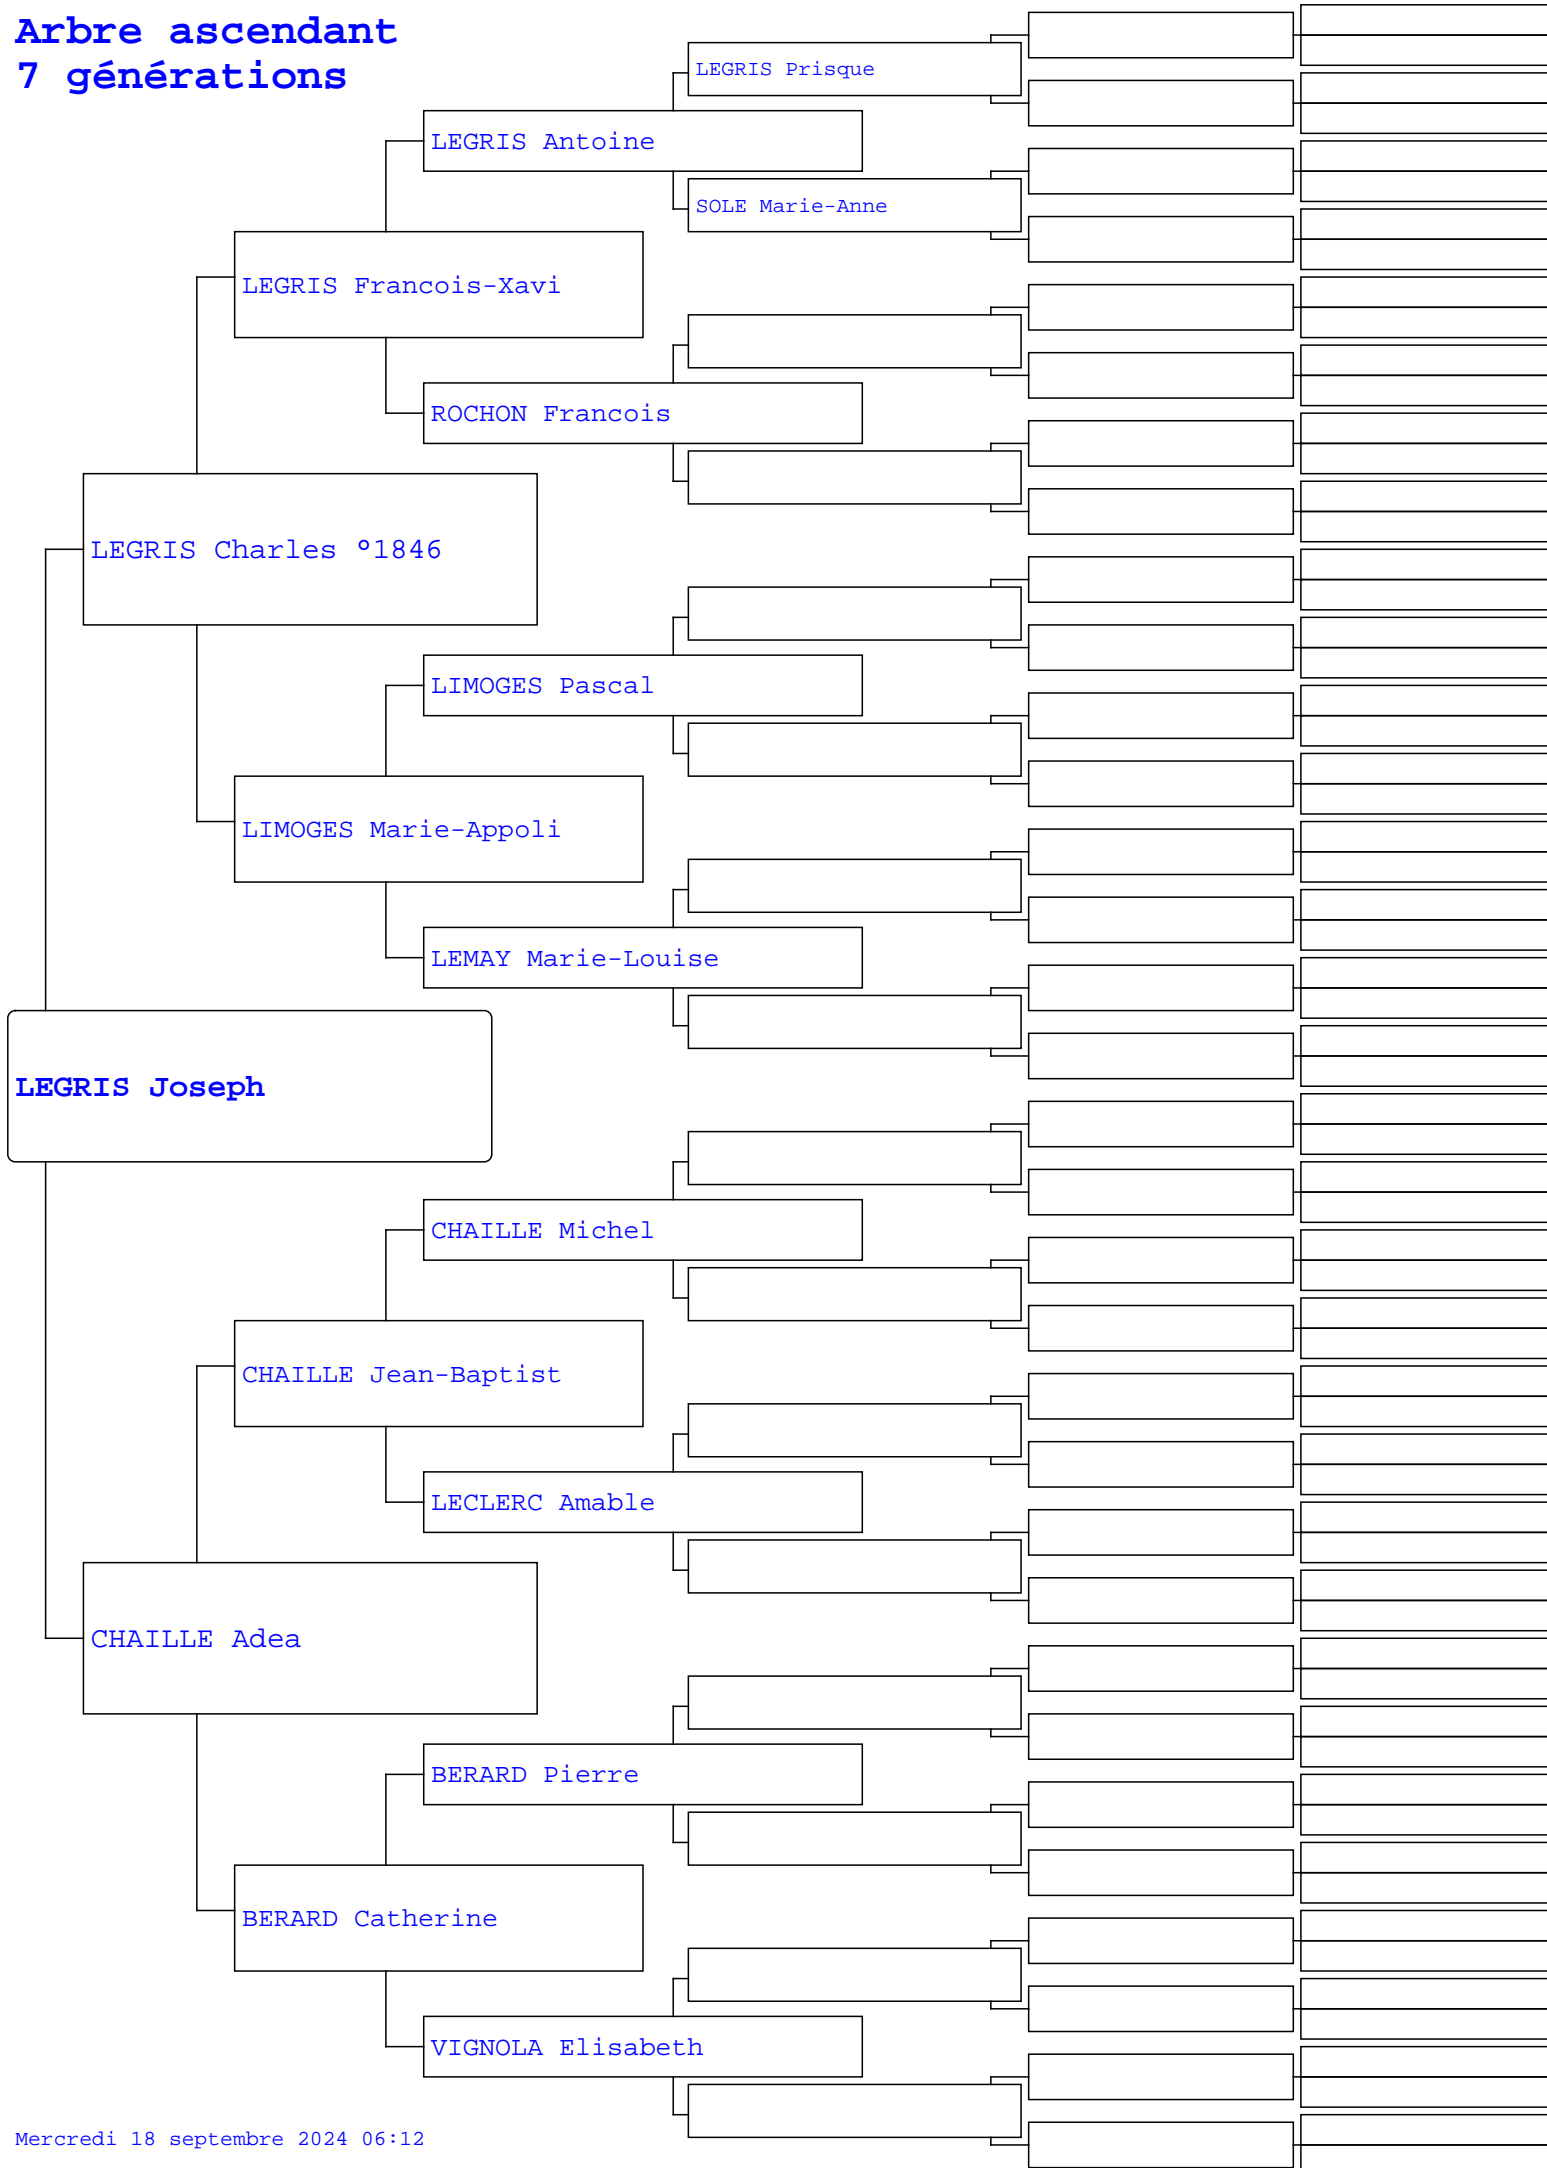 Arbre ascendant
7 générations
LEGRIS Prisque
LEGRIS Antoine
SOLE Marie-Anne
LEGRIS Francois-Xavi
ROCHON Francois
LEGRIS Charles °1846
LIMOGES Pascal
LIMOGES Marie-Appoli
LEMAY Marie-Louise
LEGRIS Joseph
CHAILLE Michel
CHAILLE Jean-Baptist
LECLERC Amable
CHAILLE Adea
BERARD Pierre
BERARD Catherine
VIGNOLA Elisabeth
Mercredi 18 septembre 2024 06:12